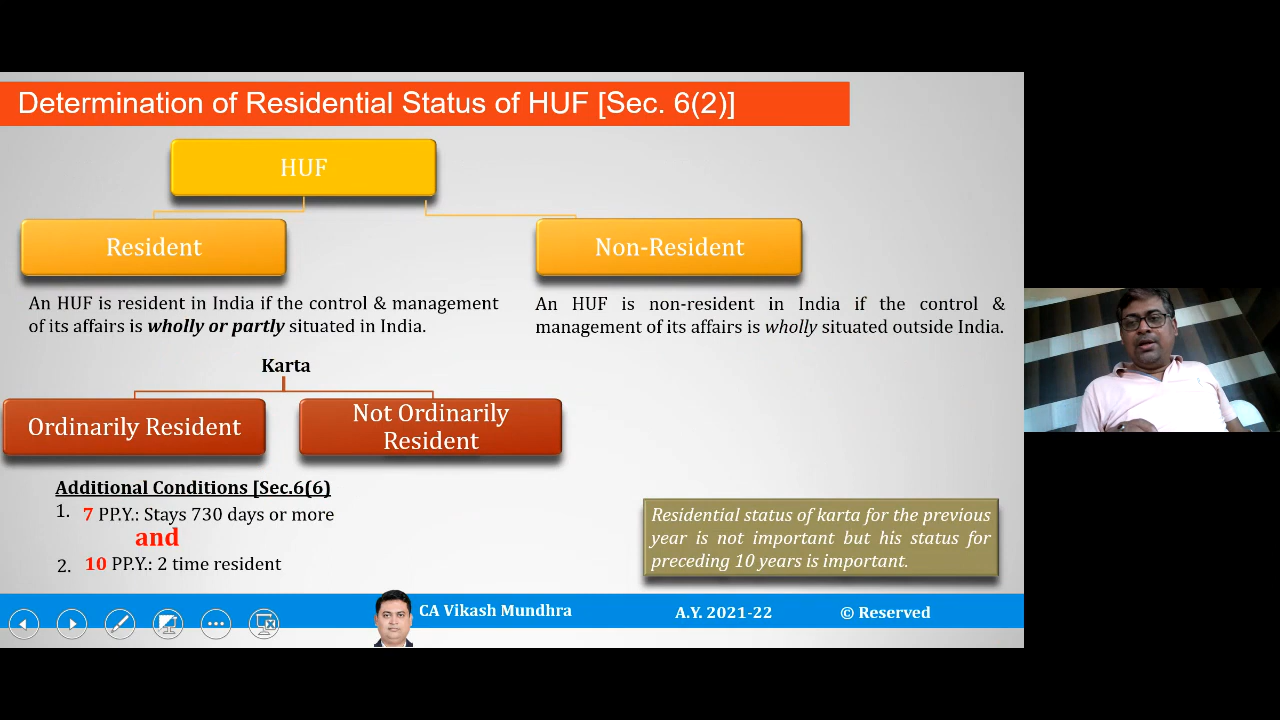 Determination of Residential Status of HUF [Sec. 6(2)]
HUF
Resident
Non-Resident
An HUF is resident in India if the control & management
of its affairs is wholly or partly situated in India.
An HUF is non-resident in India if the control &
management of its affairs is wholly situated outside India.
Karta
Ordinarily Resident
Not Ordinarily
Resident
Additional Conditions [Sec.6(6)
1. 7 PP.Y.: Stays 730 days or more
and
2. 10 PP.Y.: 2 time resident
Residential status of karta for the previous
year is not important but his status for
preceding 10 years is important.
CA Vikash Mundhra
A.Y. 2021-22
© Reserved